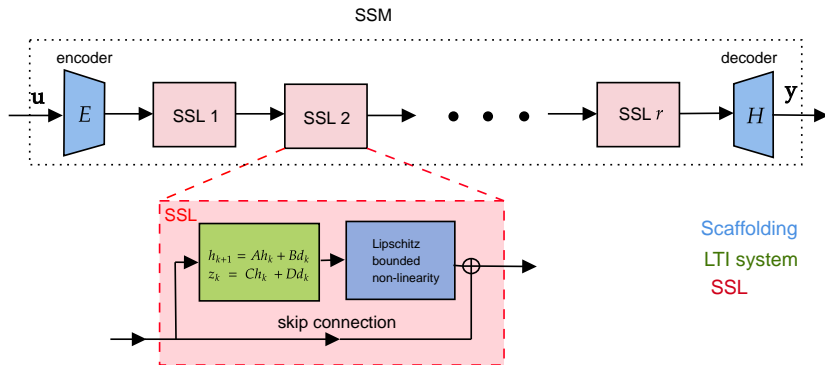 SSM
encoder
decoder
u
E
SSL 1
SSL 2
SSL r
H
y
SSL
h_{k+1} = Ah_k + Bd_k
z_k = Ch_k + Dd_k
Lipschitz
bounded
non-linearity
skip connection
Scaffolding
LTI system
SSL